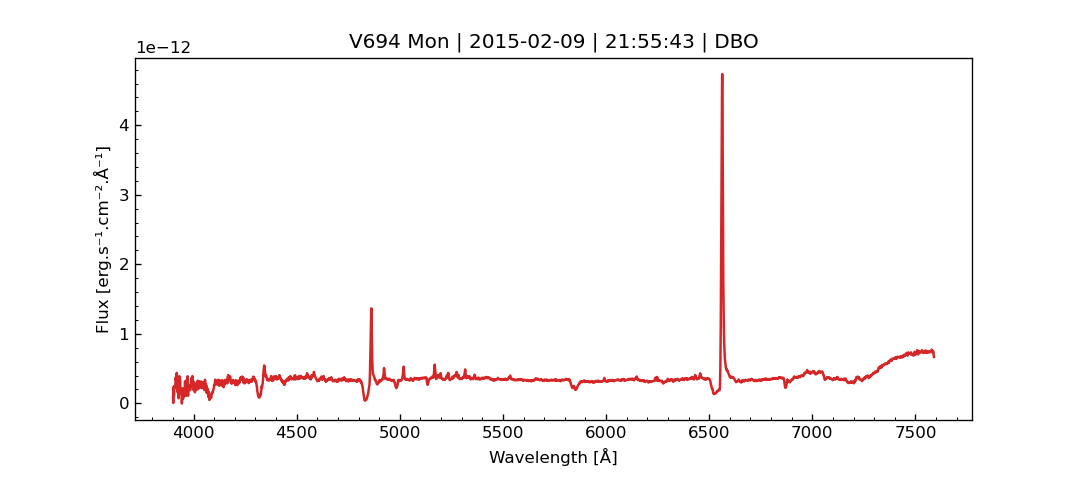 V694 Mon | 2015-02-09 | 21:55:43 | DBO
1e−12
4
3
2
1
0
Flux [erg.s⁻¹.cm⁻².Å⁻¹]
4000 4500 5000 5500 6000 6500 7000 7500
Wavelength [Å]